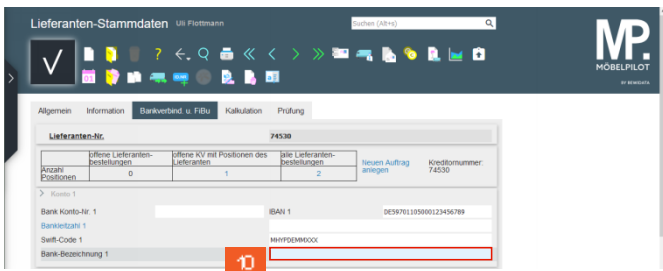 Lieferanten-Stammdaten Uli Flottmann
Suchen (Alt+s)
MP.
MÖBELPILOT
BY BEWIDATA
Allgemein Information Bankverbind. u. FiBu Kalkulation Prüfung
Lieferanten-Nr. 74530
offene Lieferanten-bestellungen offene KV mit Positionen des Lieferanten alle Lieferanten-bestellungen
Neuen Auftrag anlegen Kreditornummer: 74530
Anzahl Positionen 0 1 2
> Konto 1
Bank Konto-Nr. 1 IBAN 1 DE59701105000123456789
Bankleitzahl 1
Swift-Code 1 MHYPDEMMXXX
Bank-Bezeichnung 1
10